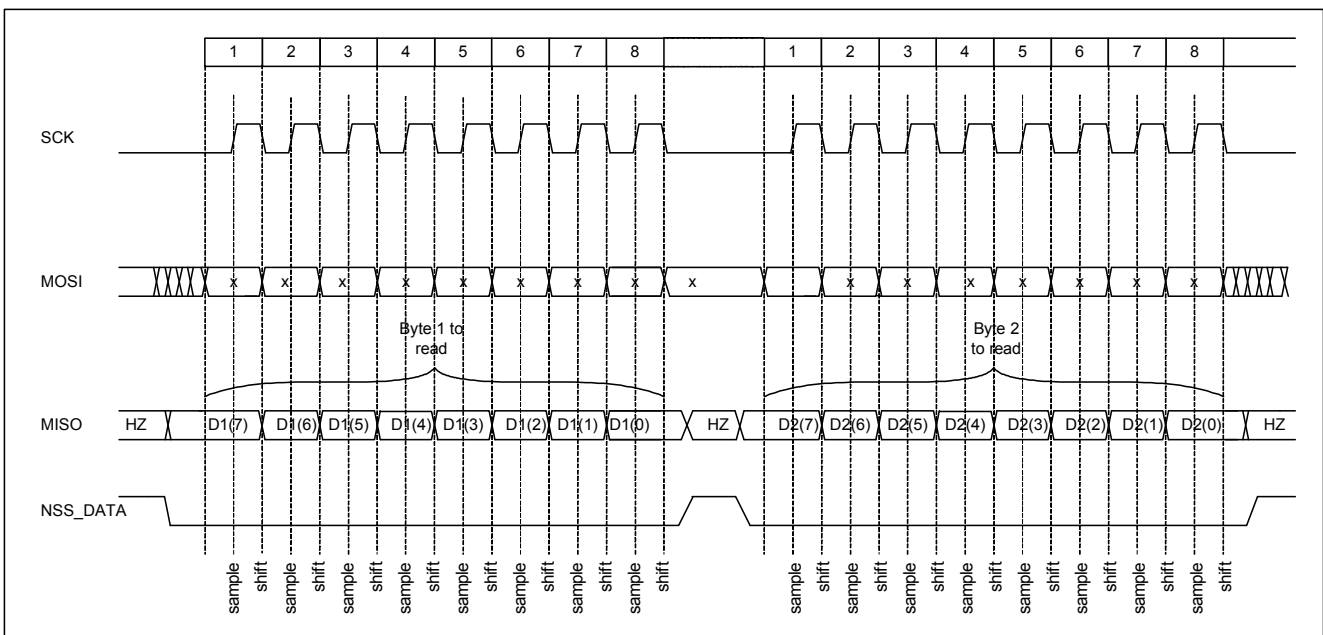 1 2 3 4 5 6 7 8 1 2 3 4 5 6 7 8
SCK
MOSI x x x x x x x x x x x x x x x x
Byte 1 to
read
Byte 2
to read
MISO HZ D1(7) D1(6) D1(5) D1(4) D1(3) D1(2) D1(1) D1(0) HZ D2(7) D2(6) D2(5) D2(4) D2(3) D2(2) D2(1) D2(0) HZ
NSS_DATA
sample shift sample shift sample shift sample shift sample shift sample shift sample shift sample shift sample shift sample shift sample shift sample shift sample shift sample shift sample shift sample shift